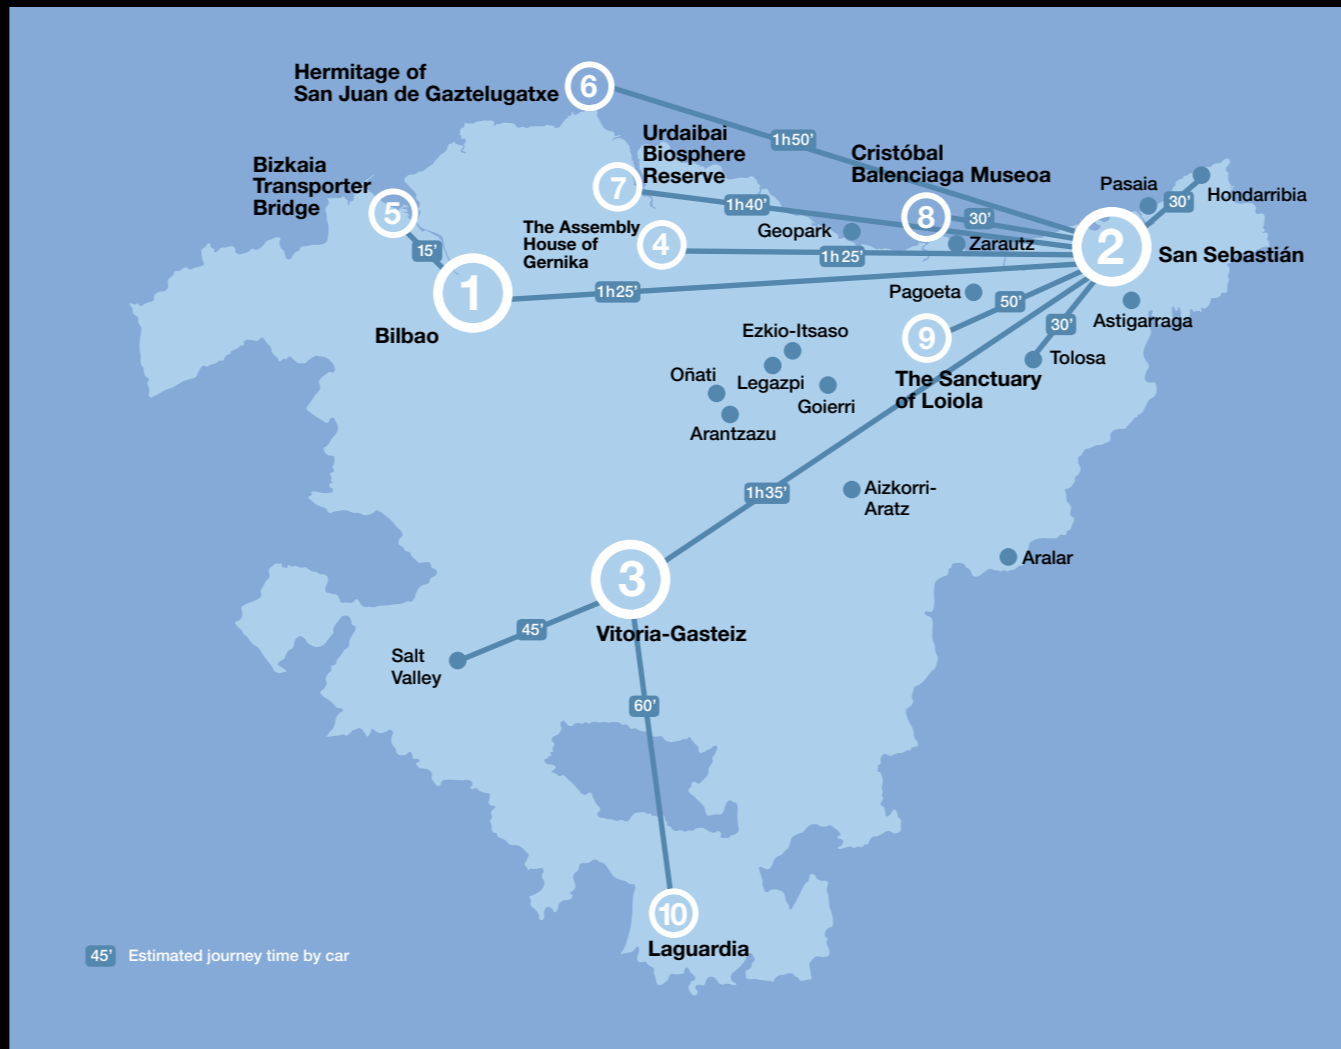 Hermitage of
San Juan de Gaztelugatxe
6
1h50’
Urdaibai
Biosphere
Reserve
7
1h40’
Cristóbal
Balenciaga Museoa
8
30’
Pasaia
Hondarribia
30’
Bizkaia
Transporter
Bridge
5
15’
The Assembly
House of
Gernika
4
1h25’
Geopark
Zarautz
2
San Sebastián
1
Bilbao
1h25’
Pagoeta
50’
9
The Sanctuary
of Loiola
30’
Tolosa
Astigarraga
Ezkio-Itsaso
Legazpi
Goierri
Oñati
Arantzazu
1h35’
Aizkorri-
Aratz
Aralar
3
Vitoria-Gasteiz
45’
Salt
Valley
60’
10
Laguardia
45’ Estimated journey time by car